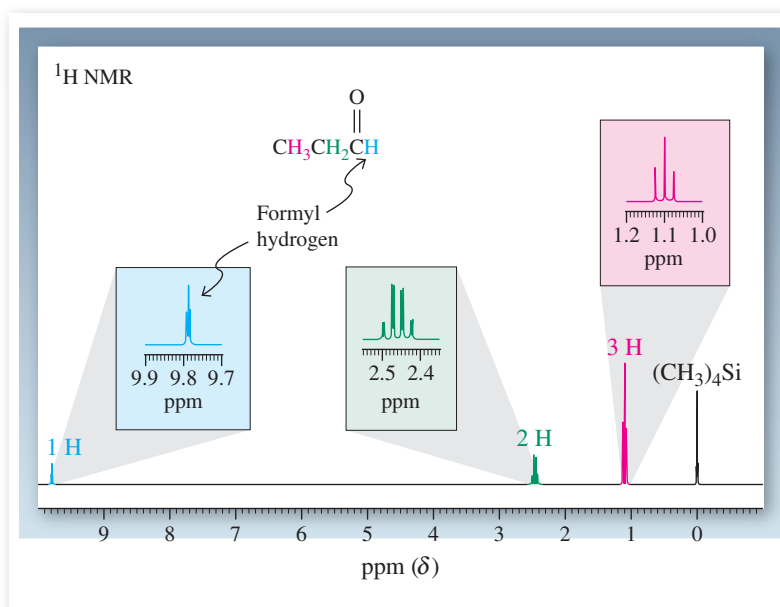 ¹H NMR
O
CH₃CH₂CH
Formyl
hydrogen
1.2 1.1 1.0
ppm
9.9 9.8 9.7
ppm
2.5 2.4
ppm
1 H
2 H
3 H
(CH₃)₄Si
9 8 7 6 5 4 3 2 1 0
ppm (δ)